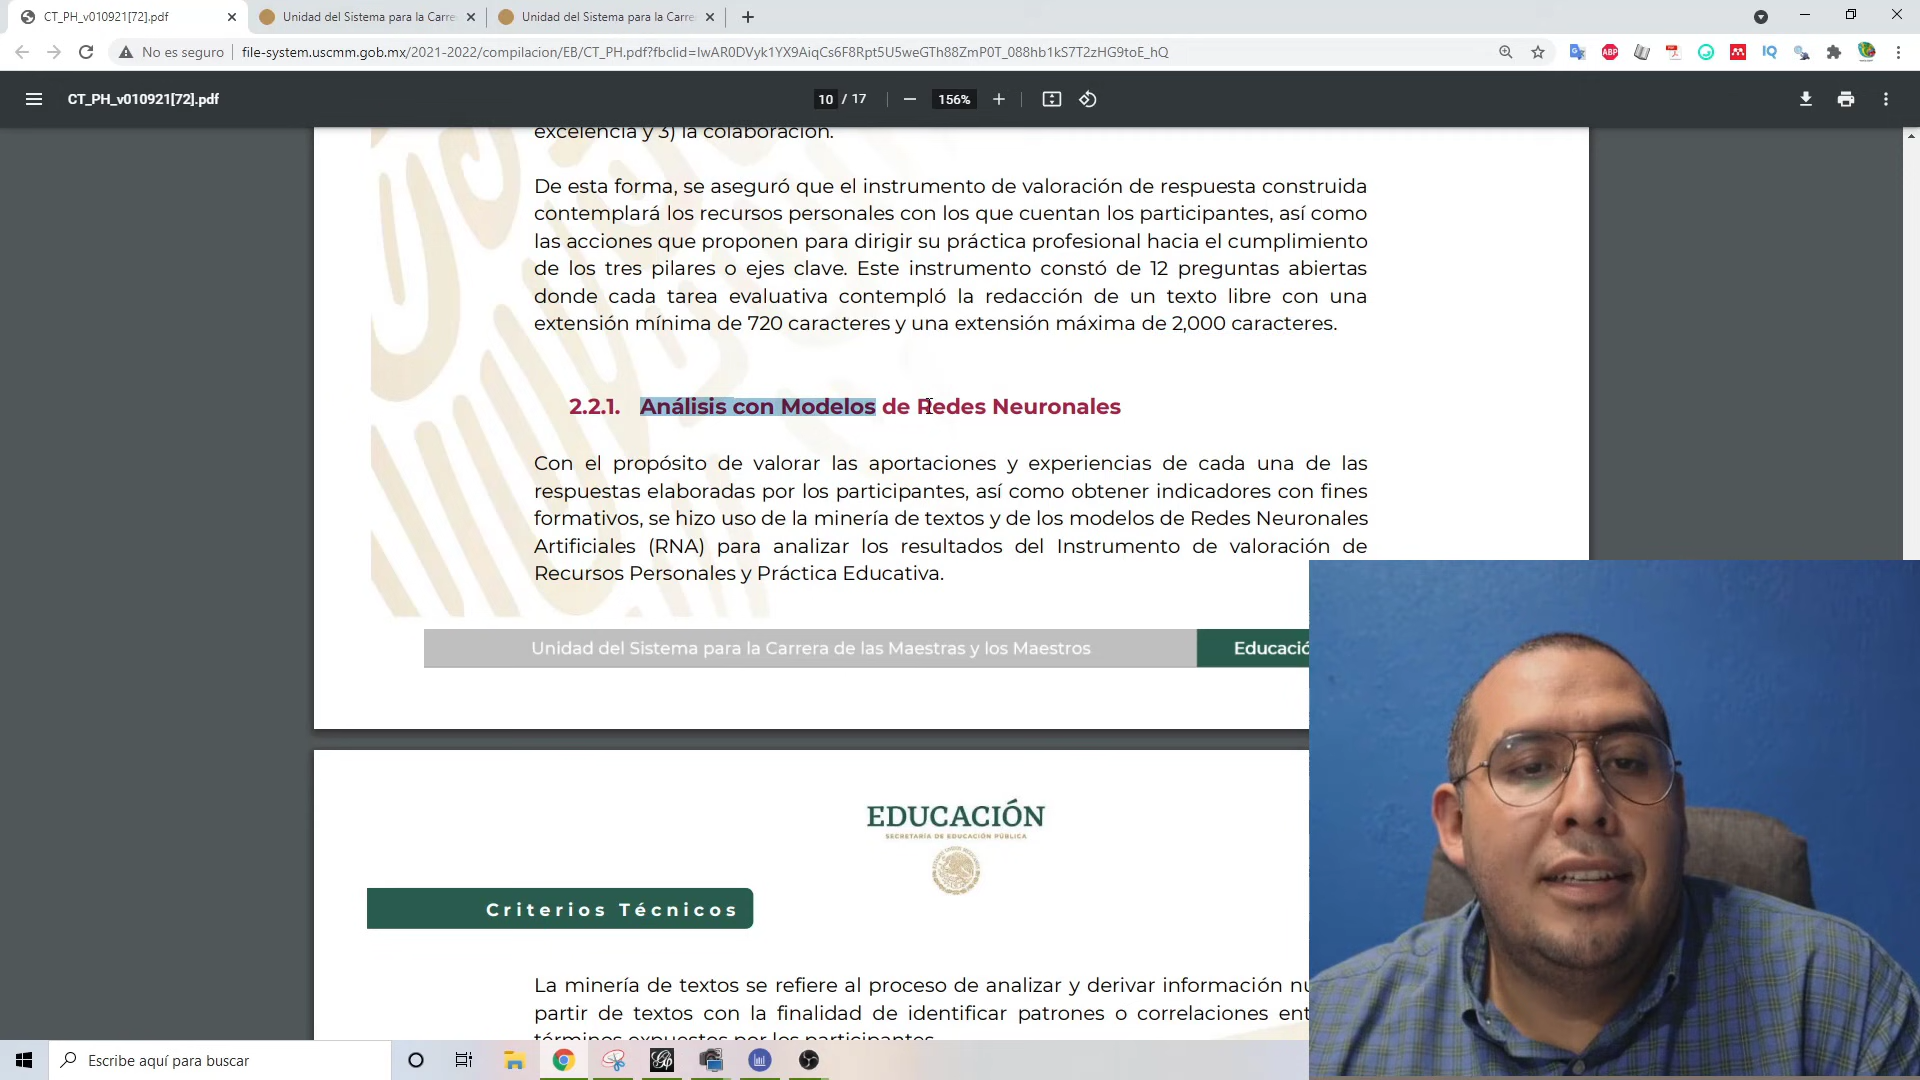 CT_PH_v010921[72].pdf
Unidad del Sistema para la Carre
Unidad del Sistema para la Carre
No es seguro
file-system.uscmm.gob.mx/2021-2022/compilacion/EB/CT_PH.pdf?fbclid=IwAR0DVyk1YX9AiqCs6F8Rpt5U5weGTh88ZmP0T_088hb1kS7T2zHG9toE_hQ
ABP
IQ
CT_PH_v010921[72].pdf
10 / 17
156%
excelencia y 3) la colaboración.
De esta forma, se aseguró que el instrumento de valoración de respuesta construida
contemplará los recursos personales con los que cuentan los participantes, así como
las acciones que proponen para dirigir su práctica profesional hacia el cumplimiento
de los tres pilares o ejes clave. Este instrumento constó de 12 preguntas abiertas
donde cada tarea evaluativa contempló la redacción de un texto libre con una
extensión mínima de 720 caracteres y una extensión máxima de 2,000 caracteres.
2.2.1. Análisis con Modelos de Redes Neuronales
Con el propósito de valorar las aportaciones y experiencias de cada una de las
respuestas elaboradas por los participantes, así como obtener indicadores con fines
formativos, se hizo uso de la minería de textos y de los modelos de Redes Neuronales
Artificiales (RNA) para analizar los resultados del Instrumento de valoración de
Recursos Personales y Práctica Educativa.
Unidad del Sistema para la Carrera de las Maestras y los Maestros
Educació
EDUCACIÓN
SECRETARÍA DE EDUCACIÓN PÚBLICA
Criterios Técnicos
La minería de textos se refiere al proceso de analizar y derivar información nu
partir de textos con la finalidad de identificar patrones o correlaciones ent
términos expuestos por los participantes.
Escribe aquí para buscar